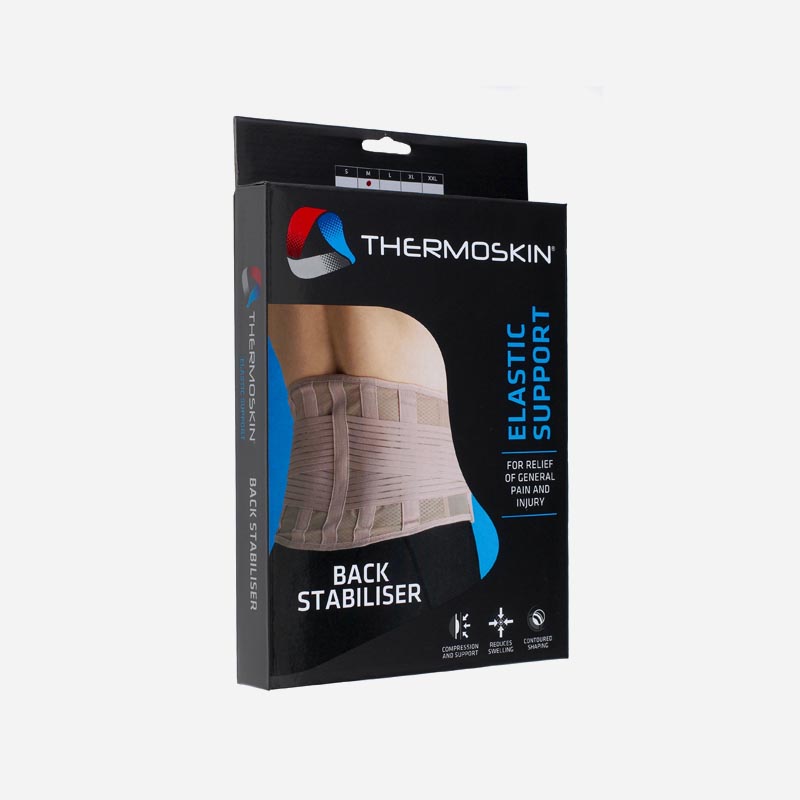 S M L XL XXL
THERMOSKIN®
ELASTIC
SUPPORT
FOR RELIEF
OF GENERAL
PAIN AND
INJURY
BACK
STABILISER
COMPRESSION
AND SUPPORT
REDUCES
SWELLING
CONTOURED
SHAPING
THERMOSKIN
ELASTIC SUPPORT
BACK STABILISER